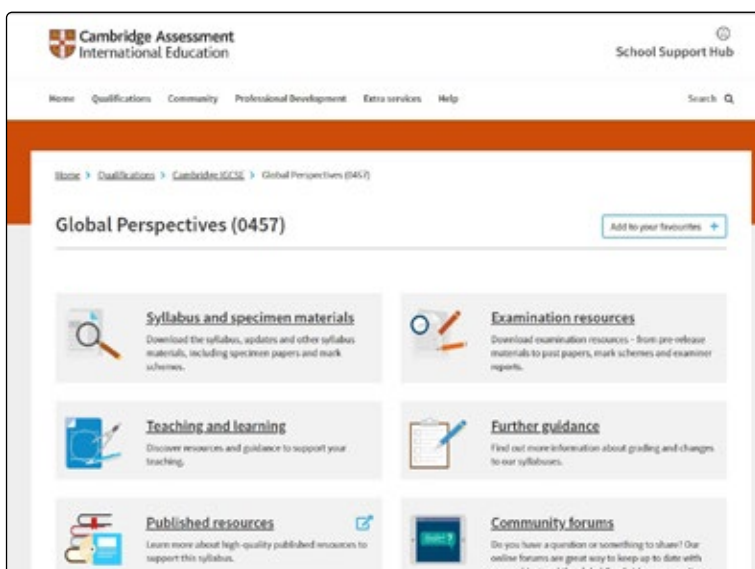 Cambridge Assessment
International Education
School Support Hub
Home Qualifications Community Professional Development Extra services Help
Search
Home > Qualifications > Cambridge IGCSE > Global Perspectives (0457)
Global Perspectives (0457)
Add to your favourites +
Syllabus and specimen materials
Download the syllabus, updates and other syllabus
materials, including specimen papers and mark
schemes.
Examination resources
Download examination resources - from pre-release
materials to past papers, mark schemes and examiner
reports.
Teaching and learning
Discover resources and guidance to support your
teaching.
Further guidance
Find out more information about grading and changes
to our syllabuses.
Published resources
Learn more about high-quality published resources to
support this syllabus.
Community forums
Do you have a question or something to share? Our
online forums are great way to keep up to date with